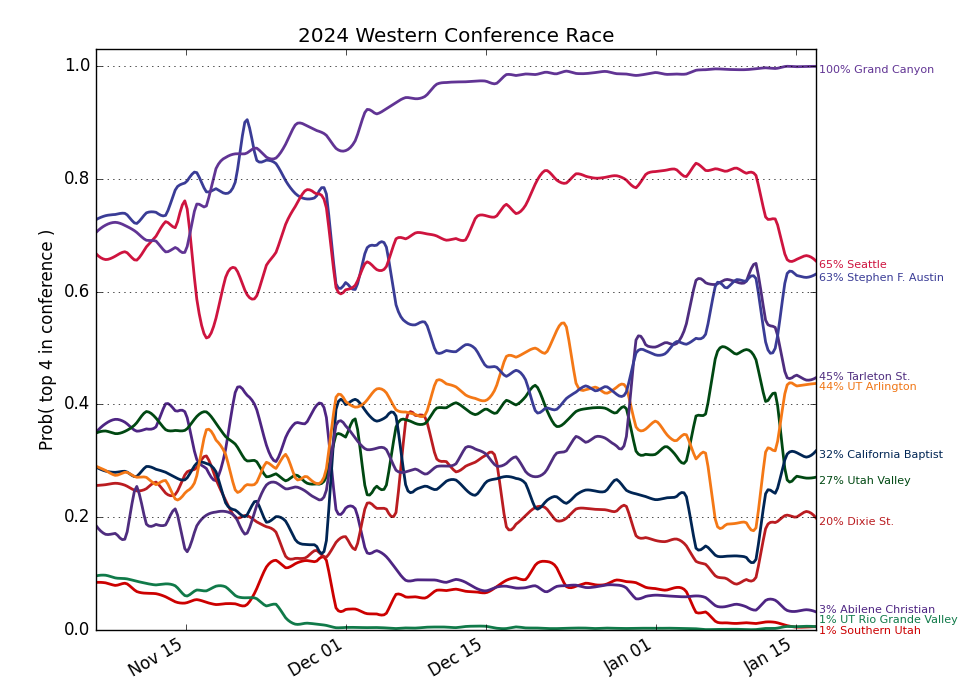 2024 Western Conference Race
Prob( top 4 in conference )
1.0
0.8
0.6
0.4
0.2
0.0
Nov 15
Dec 01
Dec 15
Jan 01
Jan 15
100% Grand Canyon
65% Seattle
63% Stephen F. Austin
45% Tarleton St.
44% UT Arlington
32% California Baptist
27% Utah Valley
20% Dixie St.
3% Abilene Christian
1% UT Rio Grande Valley
1% Southern Utah